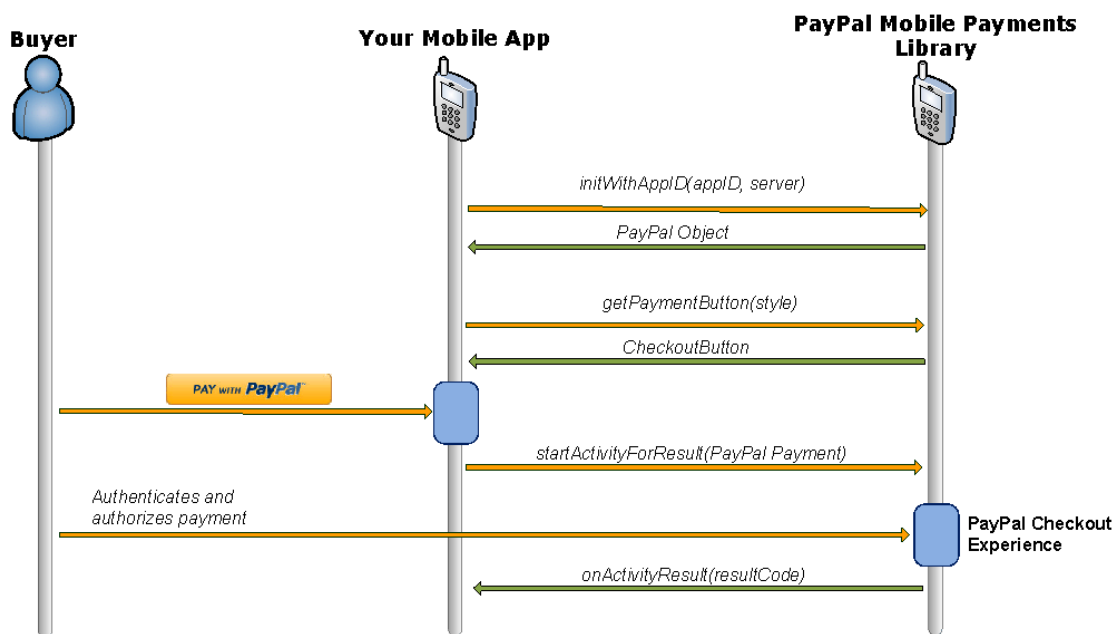 Buyer
Your Mobile App
PayPal Mobile Payments
Library
initWithAppID(appID, server)
PayPal Object
getPaymentButton(style)
CheckoutButton
PAY WITH PayPal™
startActivityForResult(PayPal Payment)
Authenticates and
authorizes payment
PayPal Checkout
Experience
onActivityResult(resultCode)